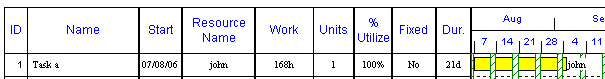 ID Name Start Resource Name Work Units % Utilize Fixed Dur. Aug Se
7 14 21 28 4 11
1 Task a 07/08/06 john 168h 1 100% No 21d john